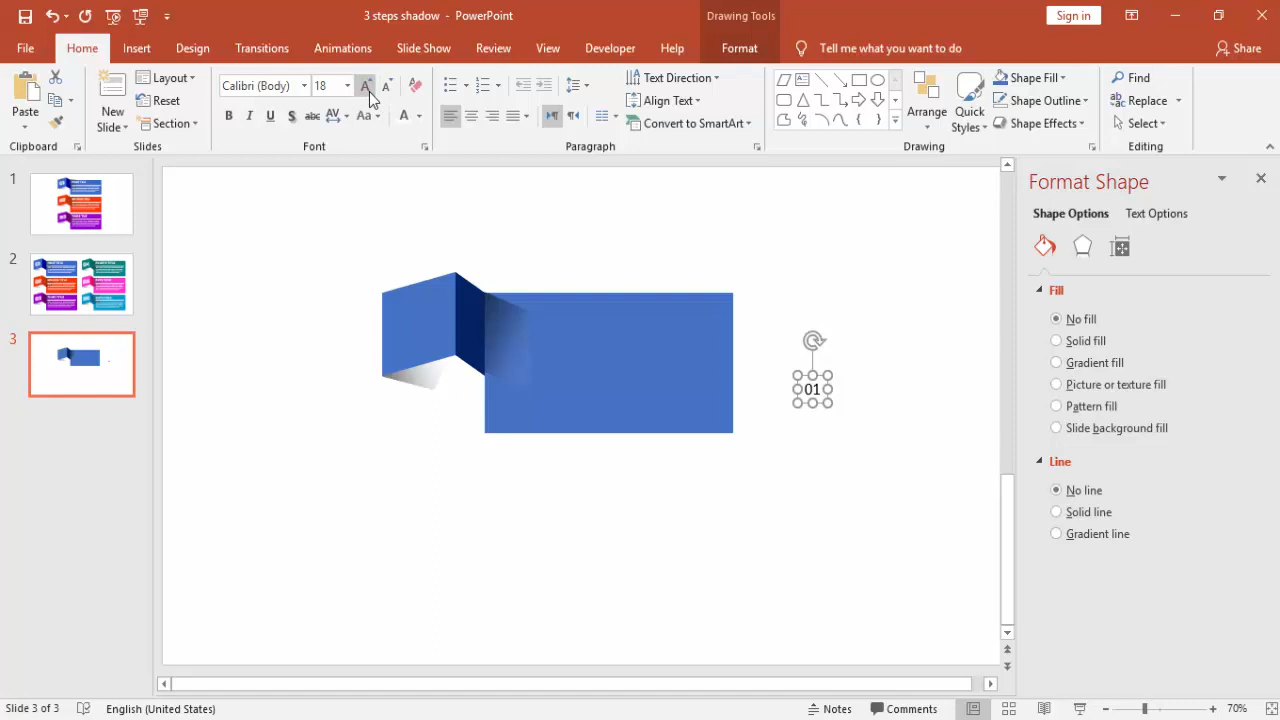 3 steps shadow - PowerPoint
Drawing Tools
Sign in
File Home Insert Design Transitions Animations Slide Show Review View Developer Help Format Tell me what you want to do Share
Paste
New Slide
Layout
Reset
Section
Calibri (Body) 18
B I U S abc AV Aa A
Text Direction
Align Text
Convert to SmartArt
Arrange
Quick Styles
Shape Fill
Shape Outline
Shape Effects
Find
Replace
Select
Clipboard Slides Font Paragraph Drawing Editing
1
2
3
01
Format Shape
Shape Options Text Options
Fill
No fill
Solid fill
Gradient fill
Picture or texture fill
Pattern fill
Slide background fill
Line
No line
Solid line
Gradient line
Slide 3 of 3 English (United States) Notes Comments 70%